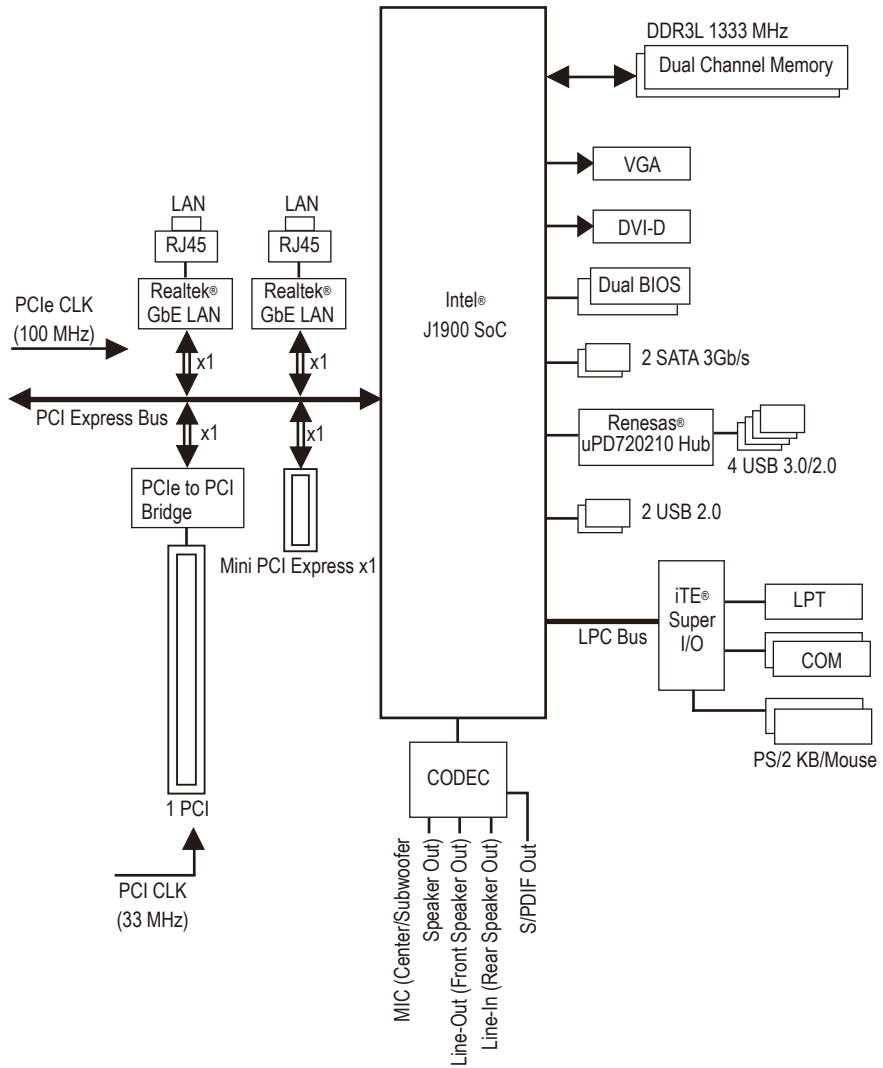 DDR3L 1333 MHz
Dual Channel Memory
VGA
DVI-D
Dual BIOS
2 SATA 3Gb/s
Renesas®
uPD720210 Hub
4 USB 3.0/2.0
2 USB 2.0
iTE®
Super
I/O
LPC Bus
LPT
COM
PS/2 KB/Mouse
Intel®
J1900 SoC
LAN
RJ45
Realtek®
GbE LAN
x1
LAN
RJ45
Realtek®
GbE LAN
x1
PCIe CLK
(100 MHz)
PCI Express Bus
x1
x1
PCIe to PCI
Bridge
Mini PCI Express x1
1 PCI
PCI CLK
(33 MHz)
CODEC
MIC (Center/Subwoofer
Speaker Out)
Line-Out (Front Speaker Out)
Line-In (Rear Speaker Out)
S/PDIF Out